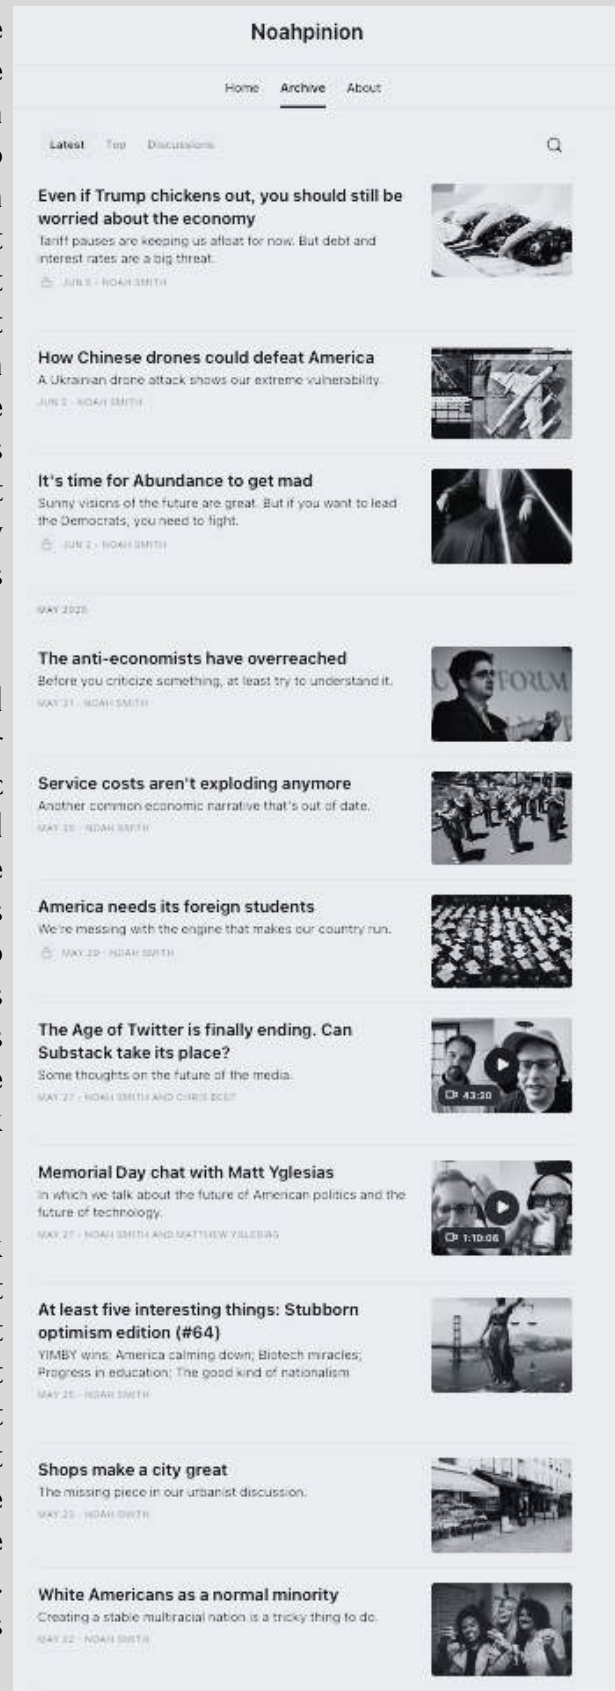 Noahpinion
Home Archive About
Latest Top Discussions
Even if Trump chickens out, you should still be
worried about the economy
Tariff pauses are keeping us afloat for now. But debt and
interest rates are a big threat.
JUN 5 • NOAH SMITH
How Chinese drones could defeat America
A Ukrainian drone attack shows our extreme vulnerability.
NOAH SMITH
It's time for Abundance to get mad
Sunny visions of the future are great. But if you want to lead
the Democrats, you need to fight.
JUN 2 • NOAH SMITH
MAY 2025
The anti-economists have overreached
Before you criticize something, at least try to understand it.
NOAH SMITH
Service costs aren't exploding anymore
Another common economic narrative that's out of date.
NOAH SMITH
America needs its foreign students
We're messing with the engine that makes our country run.
NOAH SMITH
The Age of Twitter is finally ending. Can
Substack take its place?
Some thoughts on the future of the media.
MAY 27 • NOAH SMITH AND CHRIS BEST
43:20
Memorial Day chat with Matt Yglesias
In which we talk about the future of American politics and the
future of technology.
MAY 27 • NOAH SMITH AND MATTHEW YGLESIAS
1:10:06
At least five interesting things: Stubborn
optimism edition (#64)
YIMBY wins; America calming down; Biotech miracles;
Progress in education; The good kind of nationalism
MAY 25 • NOAH SMITH
Shops make a city great
The missing piece in our urbanist discussion.
NOAH SMITH
White Americans as a normal minority
Creating a stable multiracial nation is a tricky thing to do.
MAY 22 • NOAH SMITH